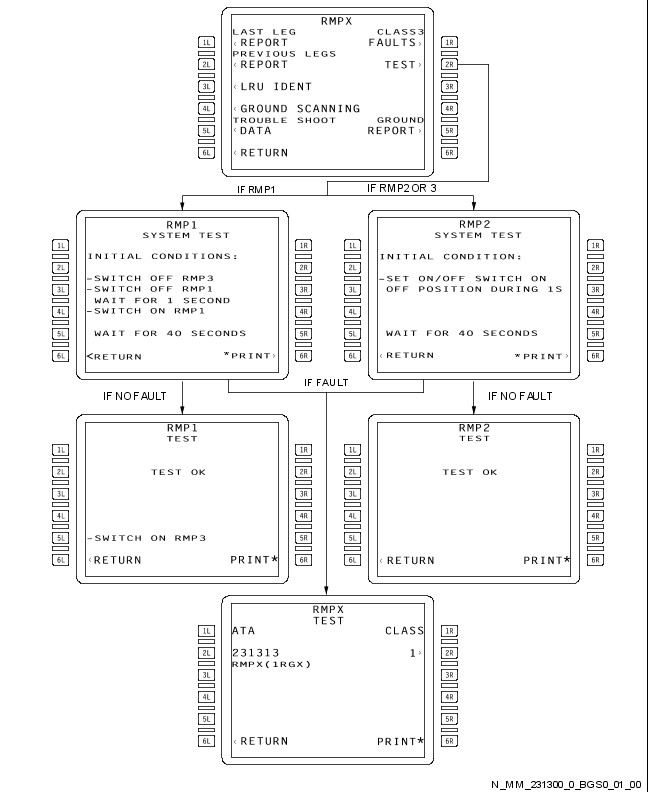 RMPX
LAST LEG CLASS3
1L <REPORT FAULTS> 1R
PREVIOUS LEGS
2L <REPORT TEST> 2R
3L <LRU IDENT 3R
4L <GROUND SCANNING 4R
TROUBLE SHOOT GROUND
5L <DATA REPORT> 5R
6L <RETURN 6R
IF RMP1 IF RMP2 OR 3
RMP1
SYSTEM TEST
1L 1R
INITIAL CONDITIONS:
2L 2R
-SWITCH OFF RMP3
3L -SWITCH OFF RMP1 3R
WAIT FOR 1 SECOND
4L -SWITCH ON RMP1 4R
5L WAIT FOR 40 SECONDS 5R
6L <RETURN *PRINT> 6R
RMP2
SYSTEM TEST
1L 1R
INITIAL CONDITION:
2L 2R
-SET ON/OFF SWITCH ON
3L OFF POSITION DURING 1S 3R
4L 4R
5L WAIT FOR 40 SECONDS 5R
6L <RETURN *PRINT> 6R
IF NO FAULT IF FAULT IF NO FAULT
RMP1
TEST
1L 1R
2L TEST OK 2R
3L 3R
4L 4R
5L -SWITCH ON RMP3 5R
6L <RETURN PRINT* 6R
RMP2
TEST
1L 1R
2L TEST OK 2R
3L 3R
4L 4R
5L 5R
6L <RETURN PRINT* 6R
RMPX
TEST
1L ATA CLASS 1R
2L 231313 1> 2R
RMPX(1RGX)
3L 3R
4L 4R
5L 5R
6L <RETURN PRINT* 6R
N_MM_231300_0_BGS0_01_00